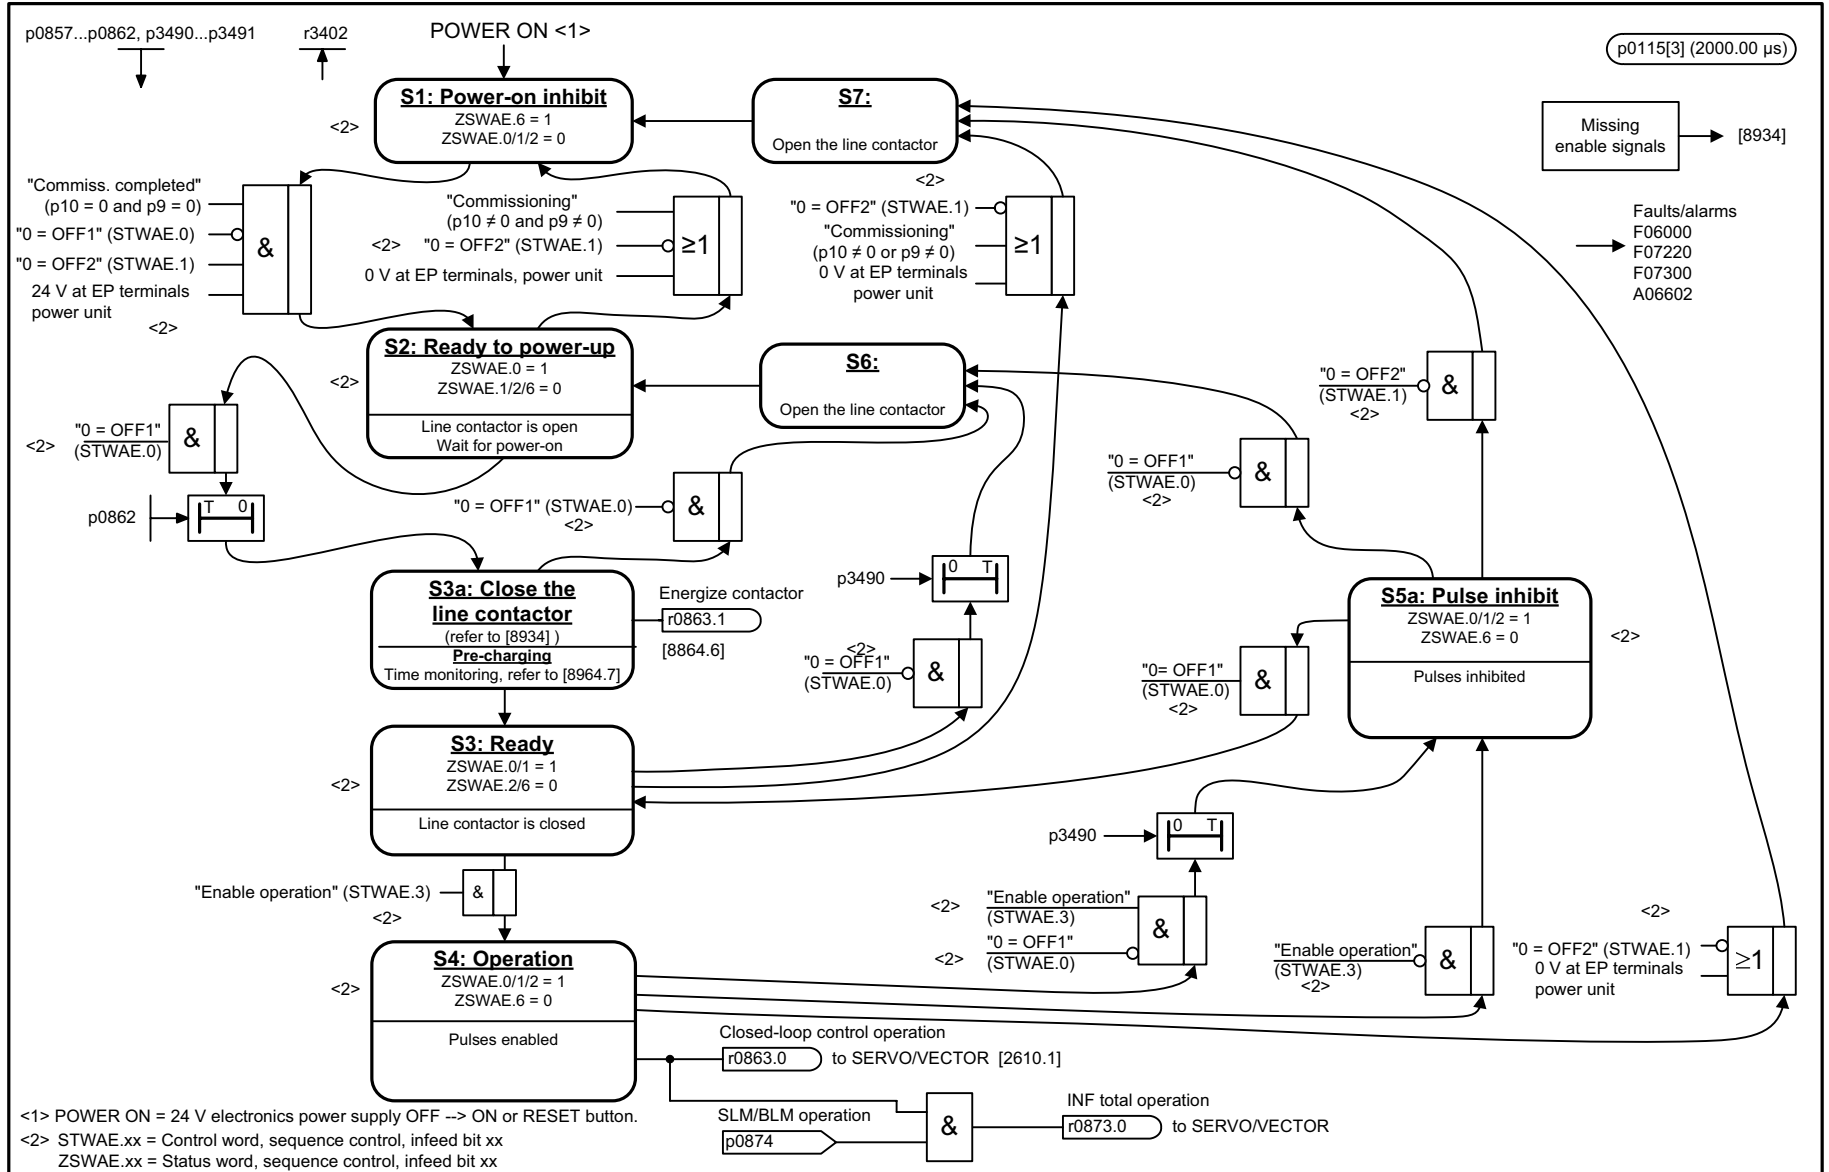 p0857...p0862, p3490...p3491
r3402
POWER ON <1>
p0115[3] (2000.00 µs)
S1: Power-on inhibit
ZSWAE.6 = 1
ZSWAE.0/1/2 = 0
<2>
S7:
Open the line contactor
Missing
enable signals
[8934]
"Commiss. completed"
(p10 = 0 and p9 = 0)
"0 = OFF1" (STWAE.0)
"0 = OFF2" (STWAE.1)
24 V at EP terminals
power unit
<2>
&
"Commissioning"
(p10 ≠ 0 and p9 ≠ 0)
<2> "0 = OFF2" (STWAE.1)
0 V at EP terminals, power unit
≥1
<2>
"0 = OFF2" (STWAE.1)
"Commissioning"
(p10 ≠ 0 or p9 ≠ 0)
0 V at EP terminals
power unit
≥1
Faults/alarms
F06000
F07220
F07300
A06602
S2: Ready to power-up
ZSWAE.0 = 1
ZSWAE.1/2/6 = 0
<2>
Line contactor is open
Wait for power-on
S6:
Open the line contactor
"0 = OFF2"
(STWAE.1)
<2>
&
<2>
"0 = OFF1"
(STWAE.0)
&
p0862
T 0
"0 = OFF1" (STWAE.0)
<2>
&
"0 = OFF1"
(STWAE.0)
<2>
&
S3a: Close the
line contactor
(refer to [8934] )
Pre-charging
Time monitoring, refer to [8964.7]
Energize contactor
r0863.1
[8864.6]
p3490
0 T
<2>
"0 = OFF1"
(STWAE.0)
&
S5a: Pulse inhibit
ZSWAE.0/1/2 = 1
ZSWAE.6 = 0
<2>
Pulses inhibited
"0= OFF1"
(STWAE.0)
<2>
&
S3: Ready
ZSWAE.0/1 = 1
ZSWAE.2/6 = 0
<2>
Line contactor is closed
p3490
0 T
"Enable operation" (STWAE.3)
<2>
&
<2>
"Enable operation"
(STWAE.3)
<2>
"0 = OFF1"
(STWAE.0)
&
"Enable operation"
(STWAE.3)
<2>
&
<2>
"0 = OFF2" (STWAE.1)
0 V at EP terminals
power unit
≥1
S4: Operation
ZSWAE.0/1/2 = 1
ZSWAE.6 = 0
<2>
Pulses enabled
Closed-loop control operation
r0863.0
to SERVO/VECTOR [2610.1]
SLM/BLM operation
p0874
&
INF total operation
r0873.0
to SERVO/VECTOR
<1> POWER ON = 24 V electronics power supply OFF --> ON or RESET button.
<2> STWAE.xx = Control word, sequence control, infeed bit xx
ZSWAE.xx = Status word, sequence control, infeed bit xx